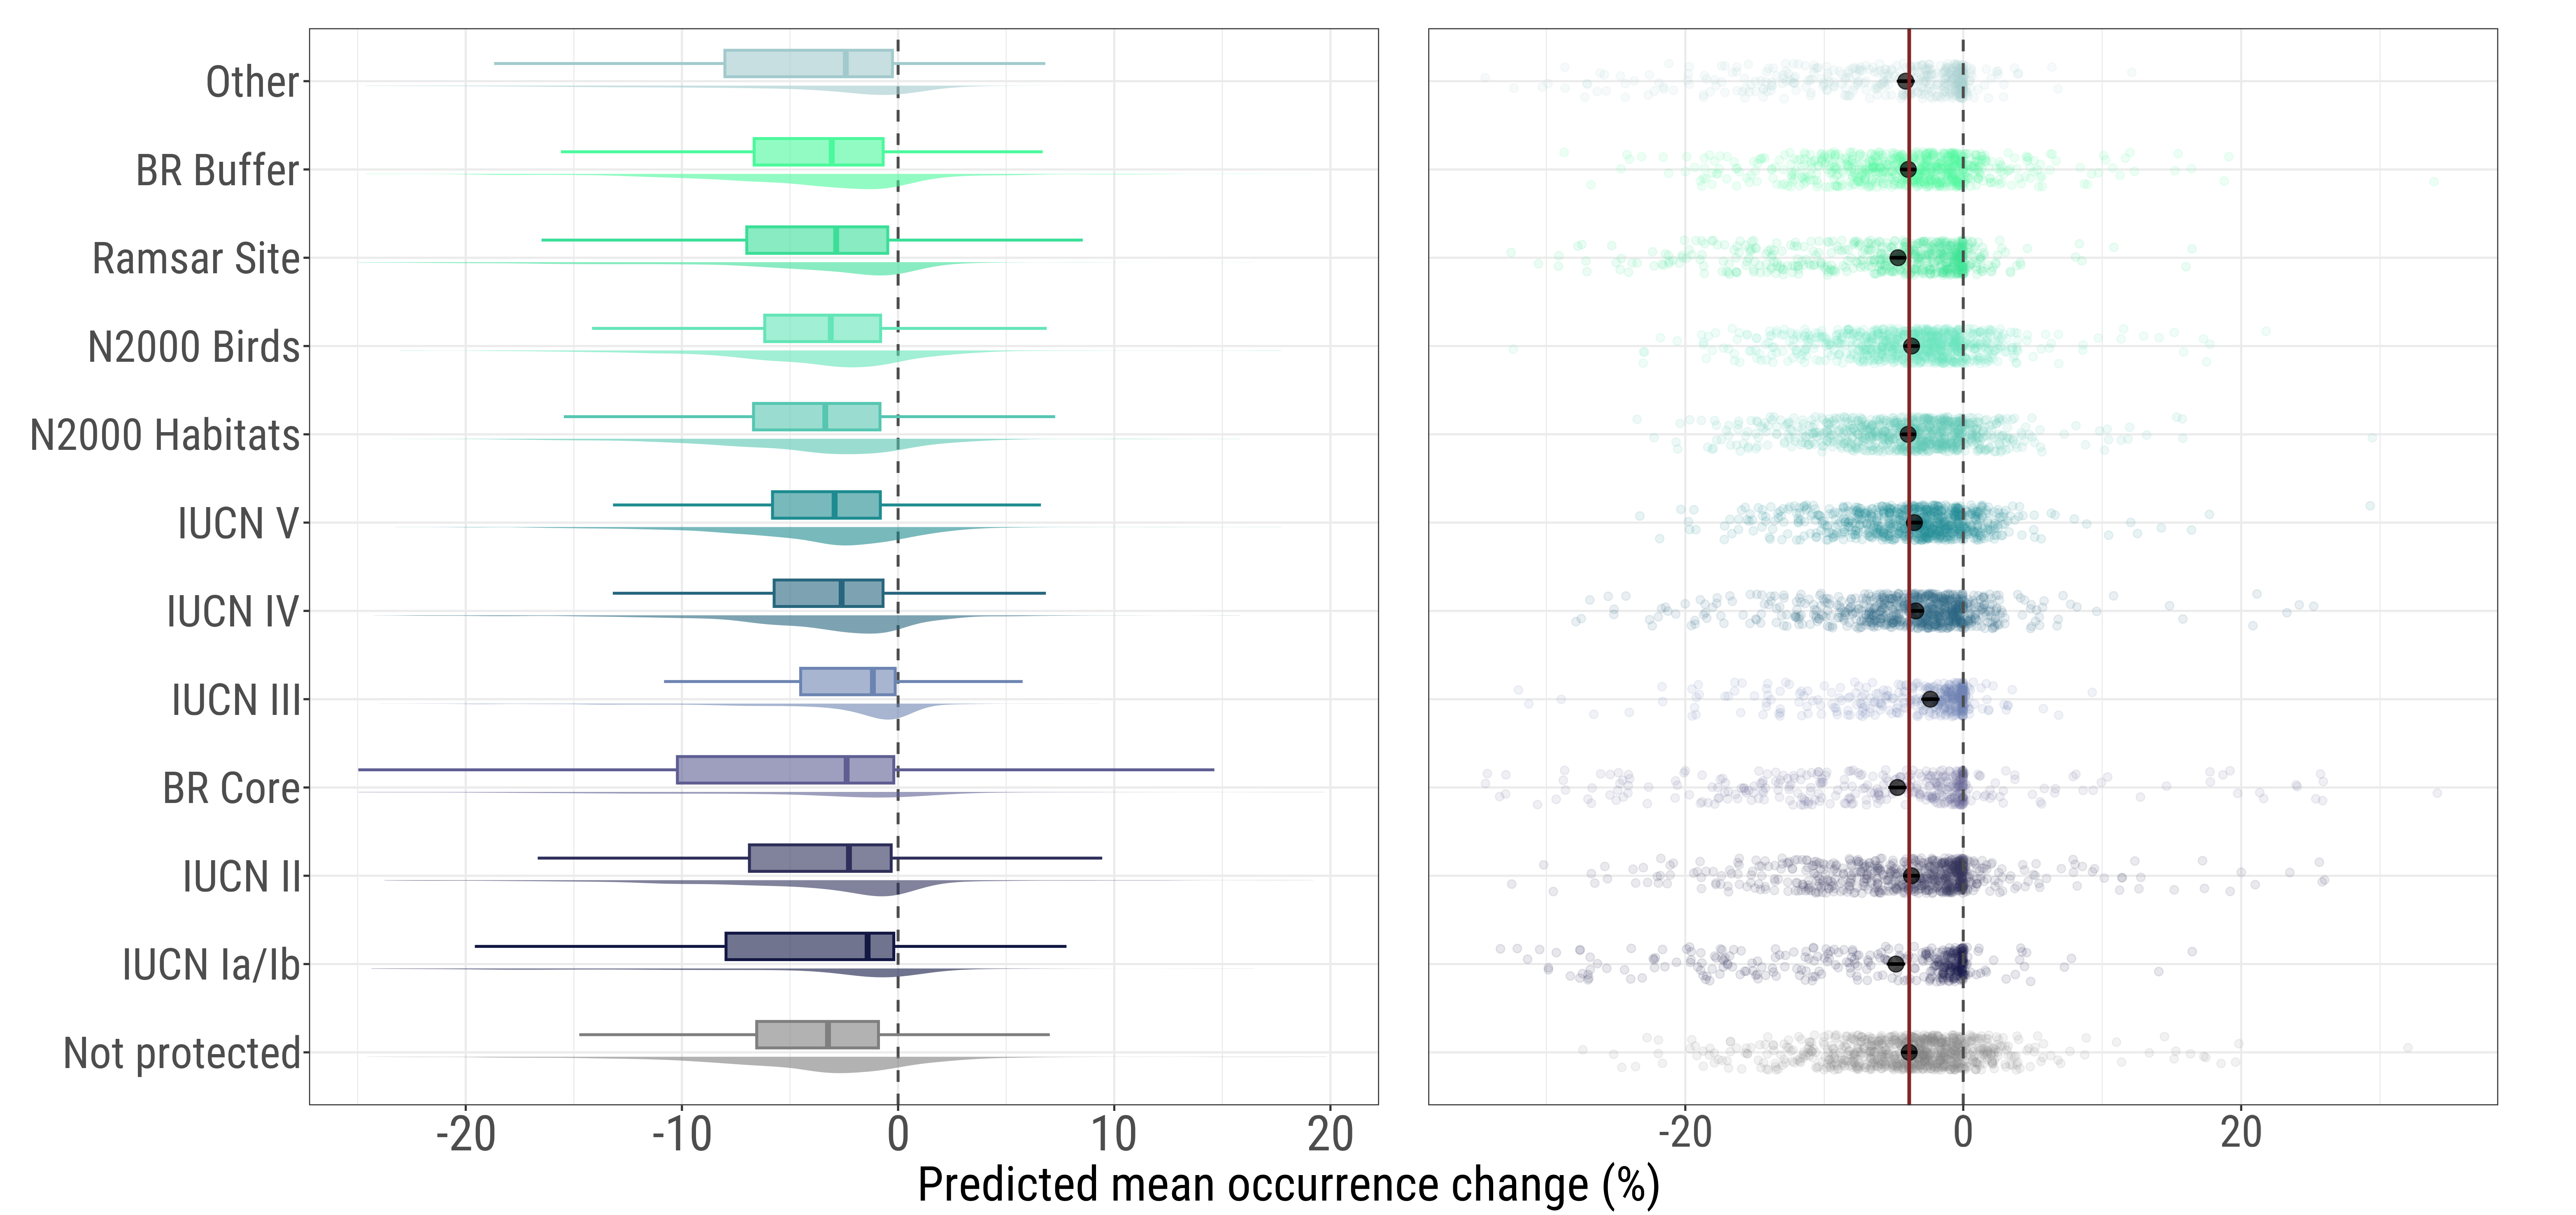 Other
BR Buffer
Ramsar Site
N2000 Birds
N2000 Habitats
IUCN V
IUCN IV
IUCN III
BR Core
IUCN II
IUCN Ia/Ib
Not protected
-20 -10 0 10 20 -20 0 20
Predicted mean occurrence change (%)